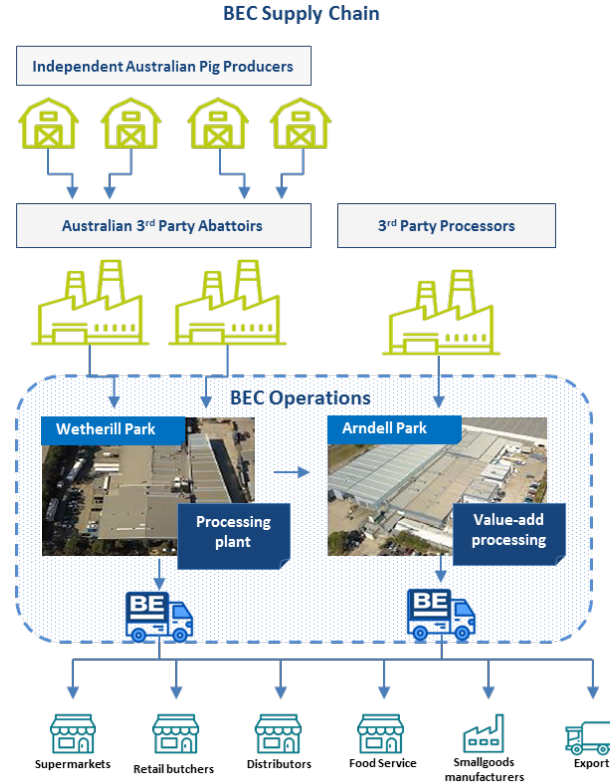 BEC Supply Chain
Independent Australian Pig Producers
Australian 3rd Party Abattoirs
3rd Party Processors
BEC Operations
Wetherill Park
Arndell Park
Processing
plant
Value-add
processing
BE
BE
Supermarkets
Retail butchers
Distributors
Food Service
Smallgoods
manufacturers
Export